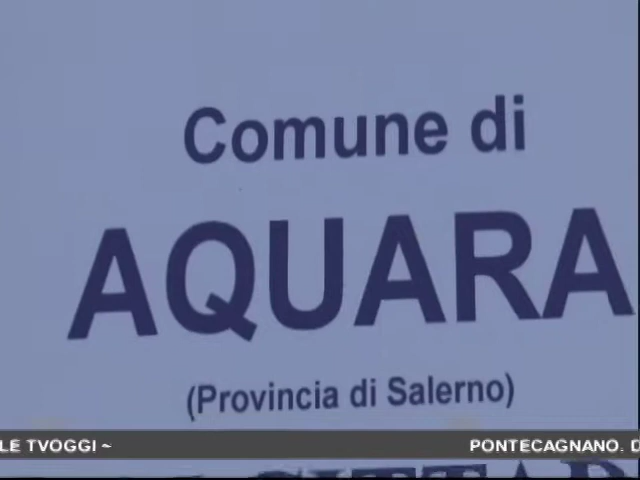 Comune di
AQUARA
(Provincia di Salerno)
LE TVOGGI ~ PONTECAGNANO. D